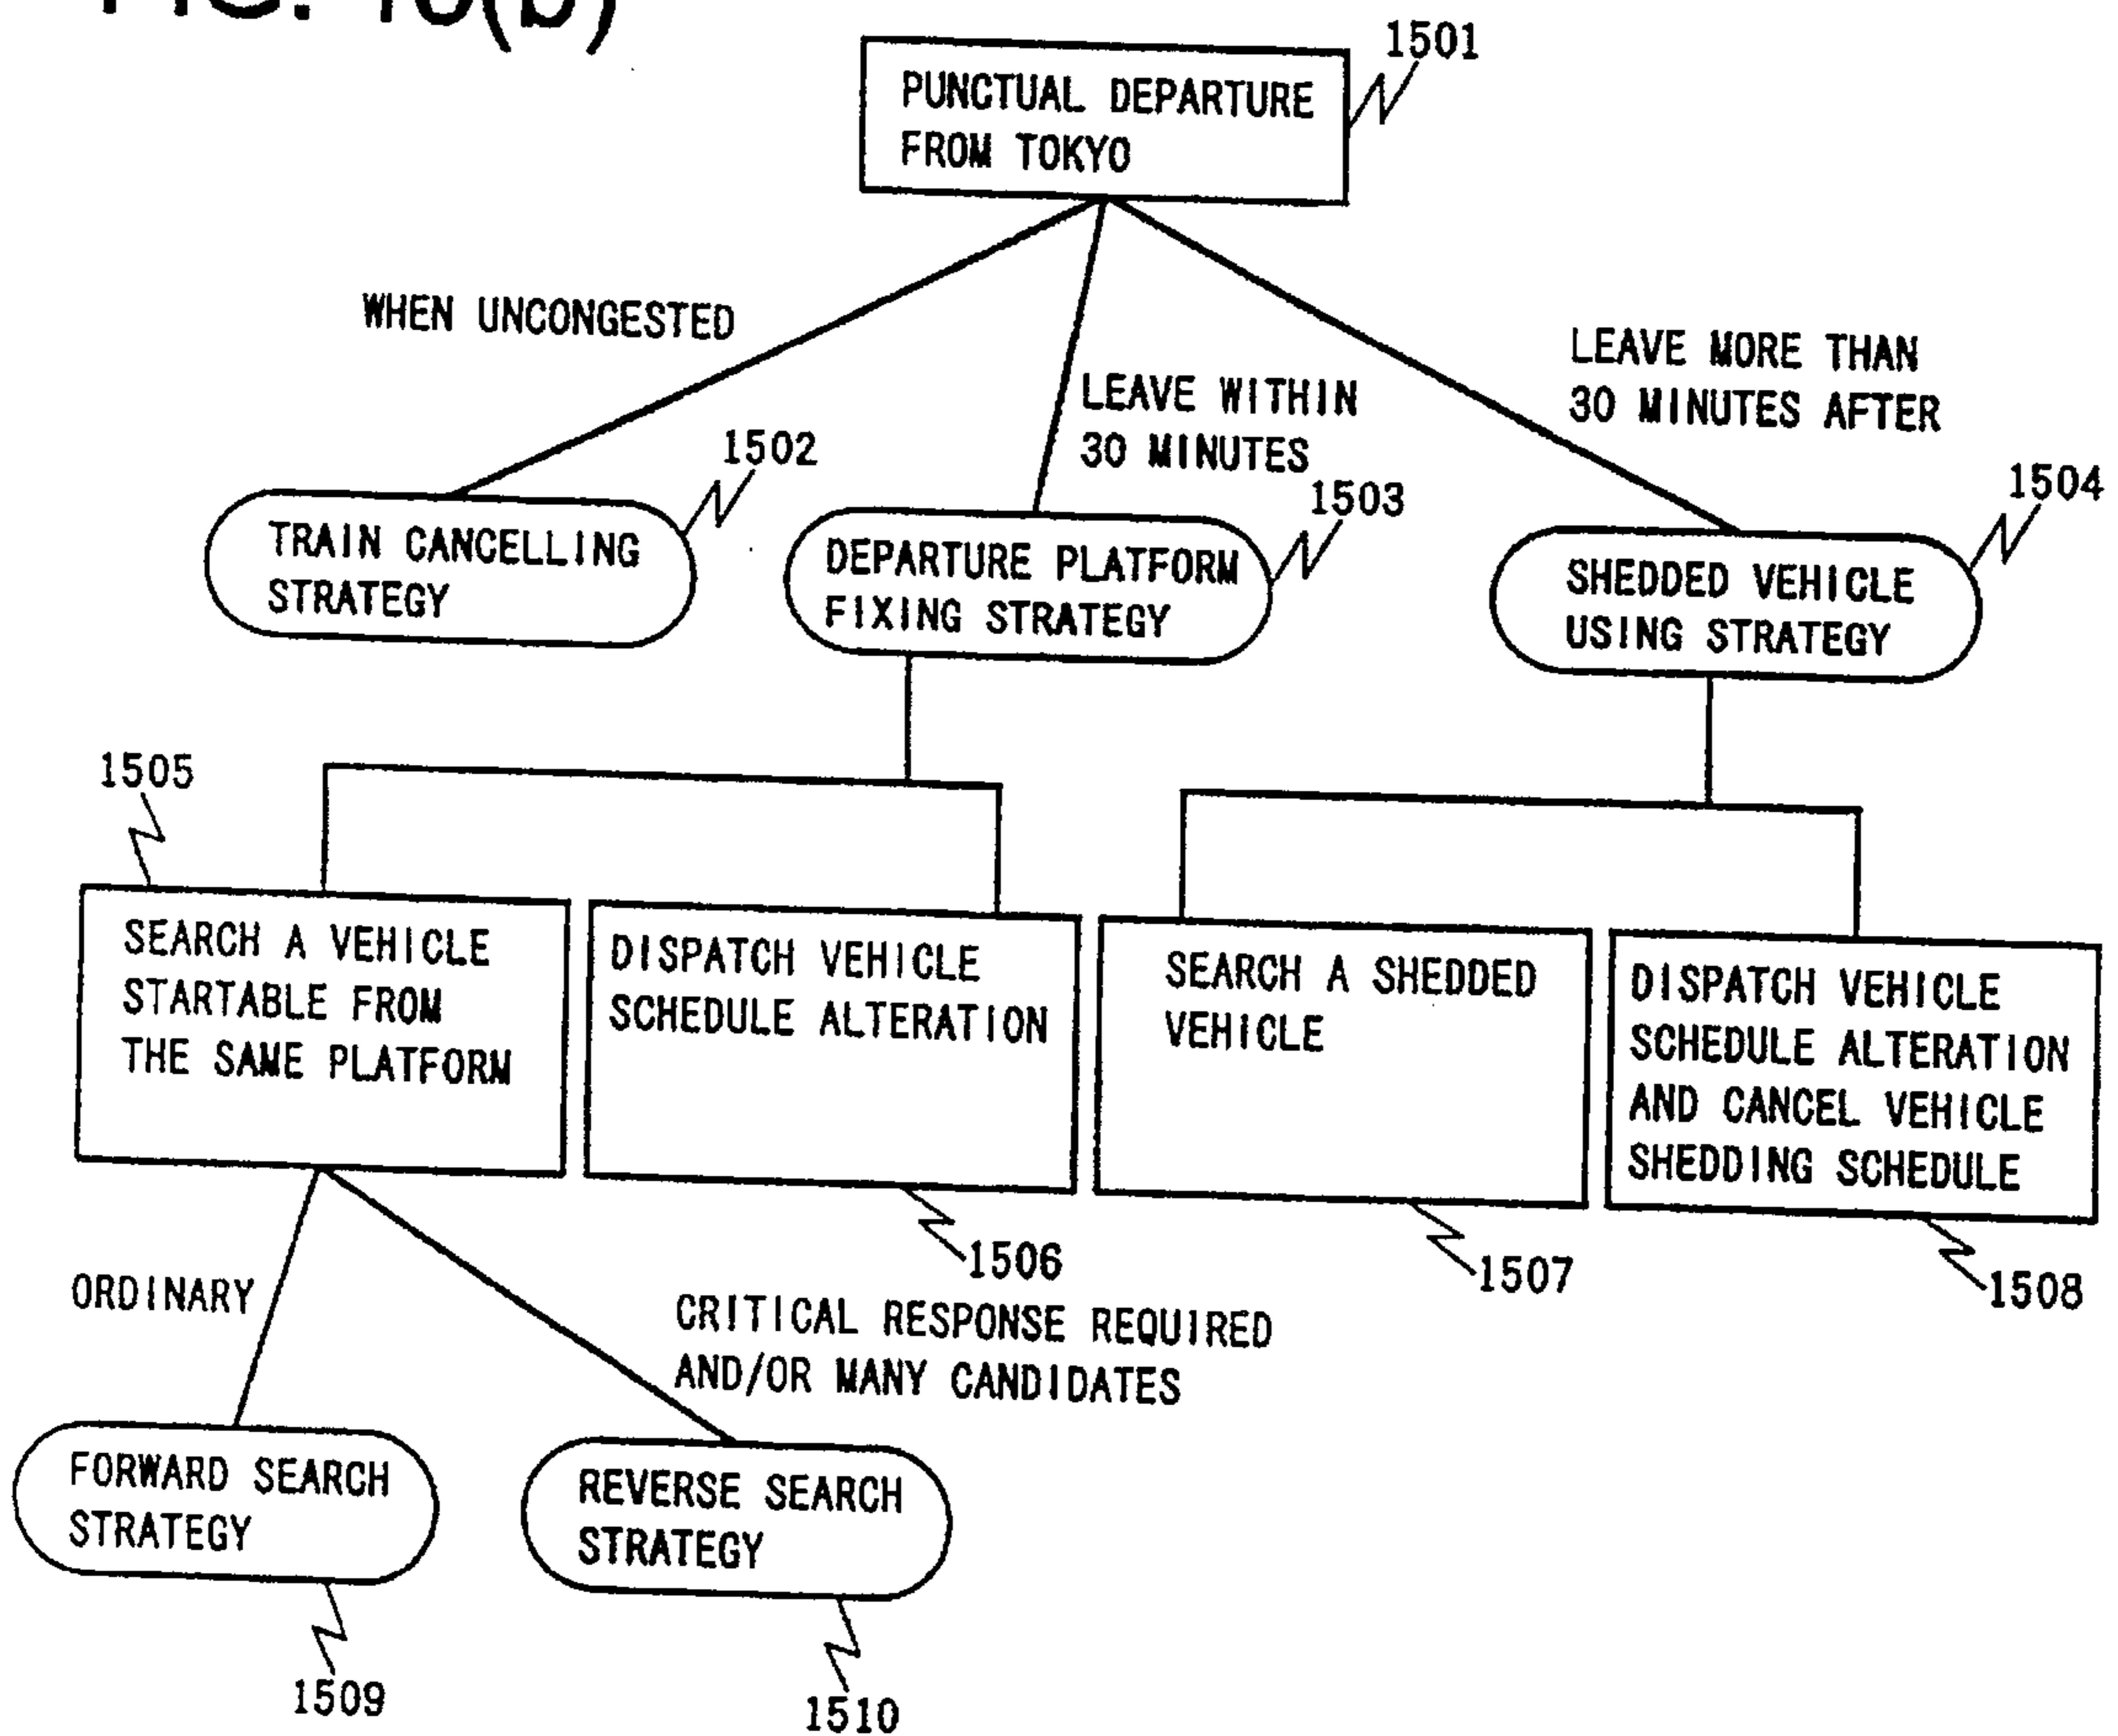 FIG.
1501
PUNCTUAL DEPARTURE
FROM TOKYO
WHEN UNCONGESTED
LEAVE WITHIN
30 MINUTES
LEAVE MORE THAN
30 MINUTES AFTER
1502
1503
1504
TRAIN CANCELLING
STRATEGY
DEPARTURE PLATFORM
FIXING STRATEGY
SHEDDED VEHICLE
USING STRATEGY
1505
SEARCH A VEHICLE
STARTABLE FROM
THE SAME PLATFORM
DISPATCH VEHICLE
SCHEDULE ALTERATION
SEARCH A SHEDDED
VEHICLE
DISPATCH VEHICLE
SCHEDULE ALTERATION
AND CANCEL VEHICLE
SHEDDING SCHEDULE
1506
1507
1508
ORDINARY
CRITICAL RESPONSE REQUIRED
AND/OR MANY CANDIDATES
FORWARD SEARCH
STRATEGY
REVERSE SEARCH
STRATEGY
1509
1510